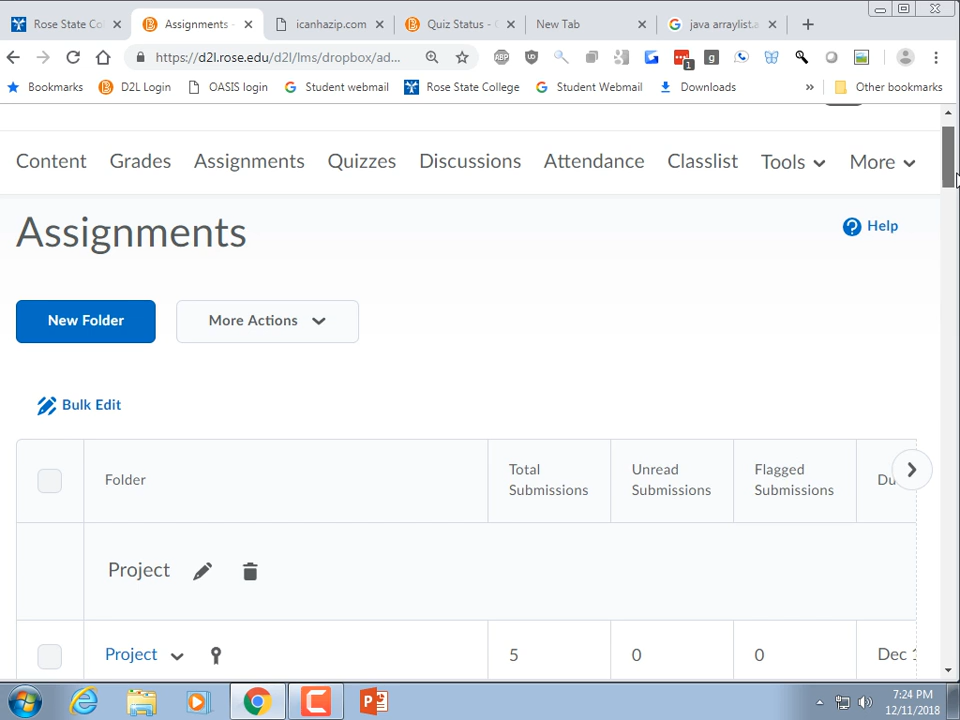 Rose State Co
Assignments -
icanhazip.com
Quiz Status - C
New Tab
java arraylist.a
https://d2l.rose.edu/d2l/lms/dropbox/ad...
ABP
1
g
Bookmarks
D2L Login
OASIS login
Student webmail
Rose State College
Student Webmail
Downloads
»
Other bookmarks
Content
Grades
Assignments
Quizzes
Discussions
Attendance
Classlist
Tools
More
Assignments
Help
New Folder
More Actions
Bulk Edit
Folder
Total
Submissions
Unread
Submissions
Flagged
Submissions
Du
Project
Project
5
0
0
Dec 1
7:24 PM
12/11/2018